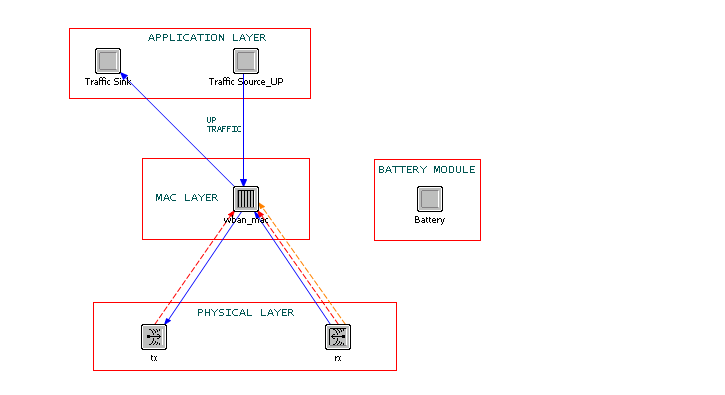 APPLICATION LAYER
Traffic Sink
Traffic Source_UP
UP
TRAFFIC
MAC LAYER
wban_mac
BATTERY MODULE
Battery
PHYSICAL LAYER
tx
rx